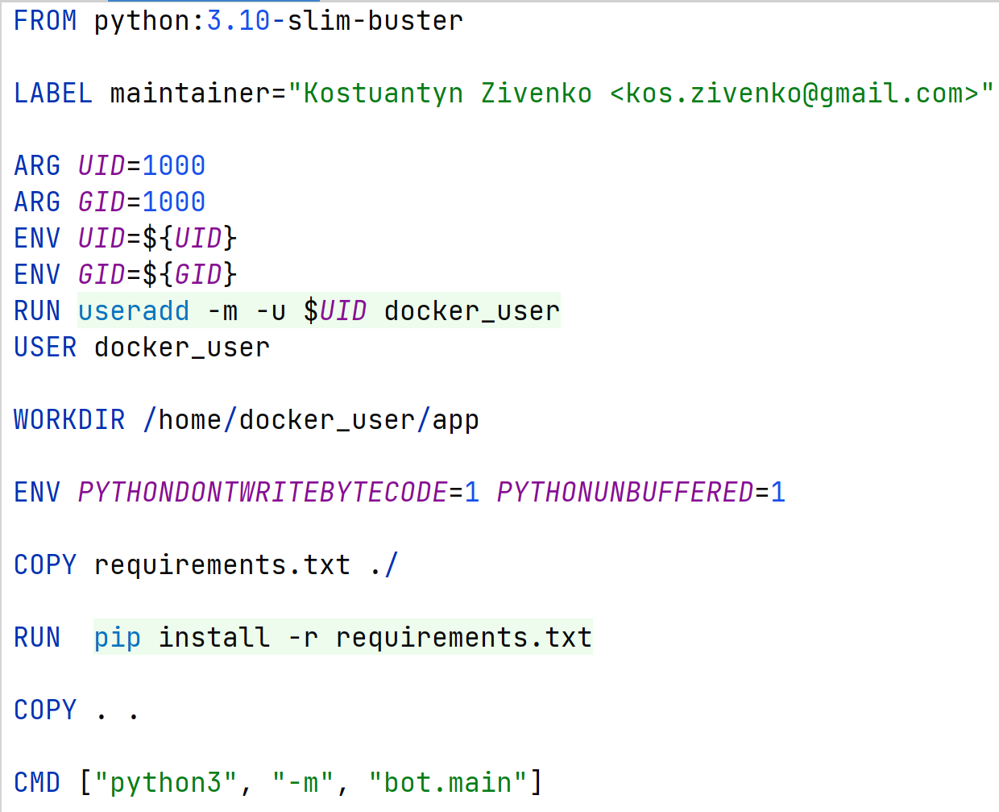 FROM python:3.10-slim-buster
LABEL maintainer="Kostuantyn Zivenko <kos.zivenko@gmail.com>"
ARG UID=1000
ARG GID=1000
ENV UID=${UID}
ENV GID=${GID}
RUN useradd -m -u $UID docker_user
USER docker_user
WORKDIR /home/docker_user/app
ENV PYTHONDONTWRITEBYTECODE=1 PYTHONUNBUFFERED=1
COPY requirements.txt ./
RUN  pip install -r requirements.txt
COPY . .
CMD ["python3", "-m", "bot.main"]